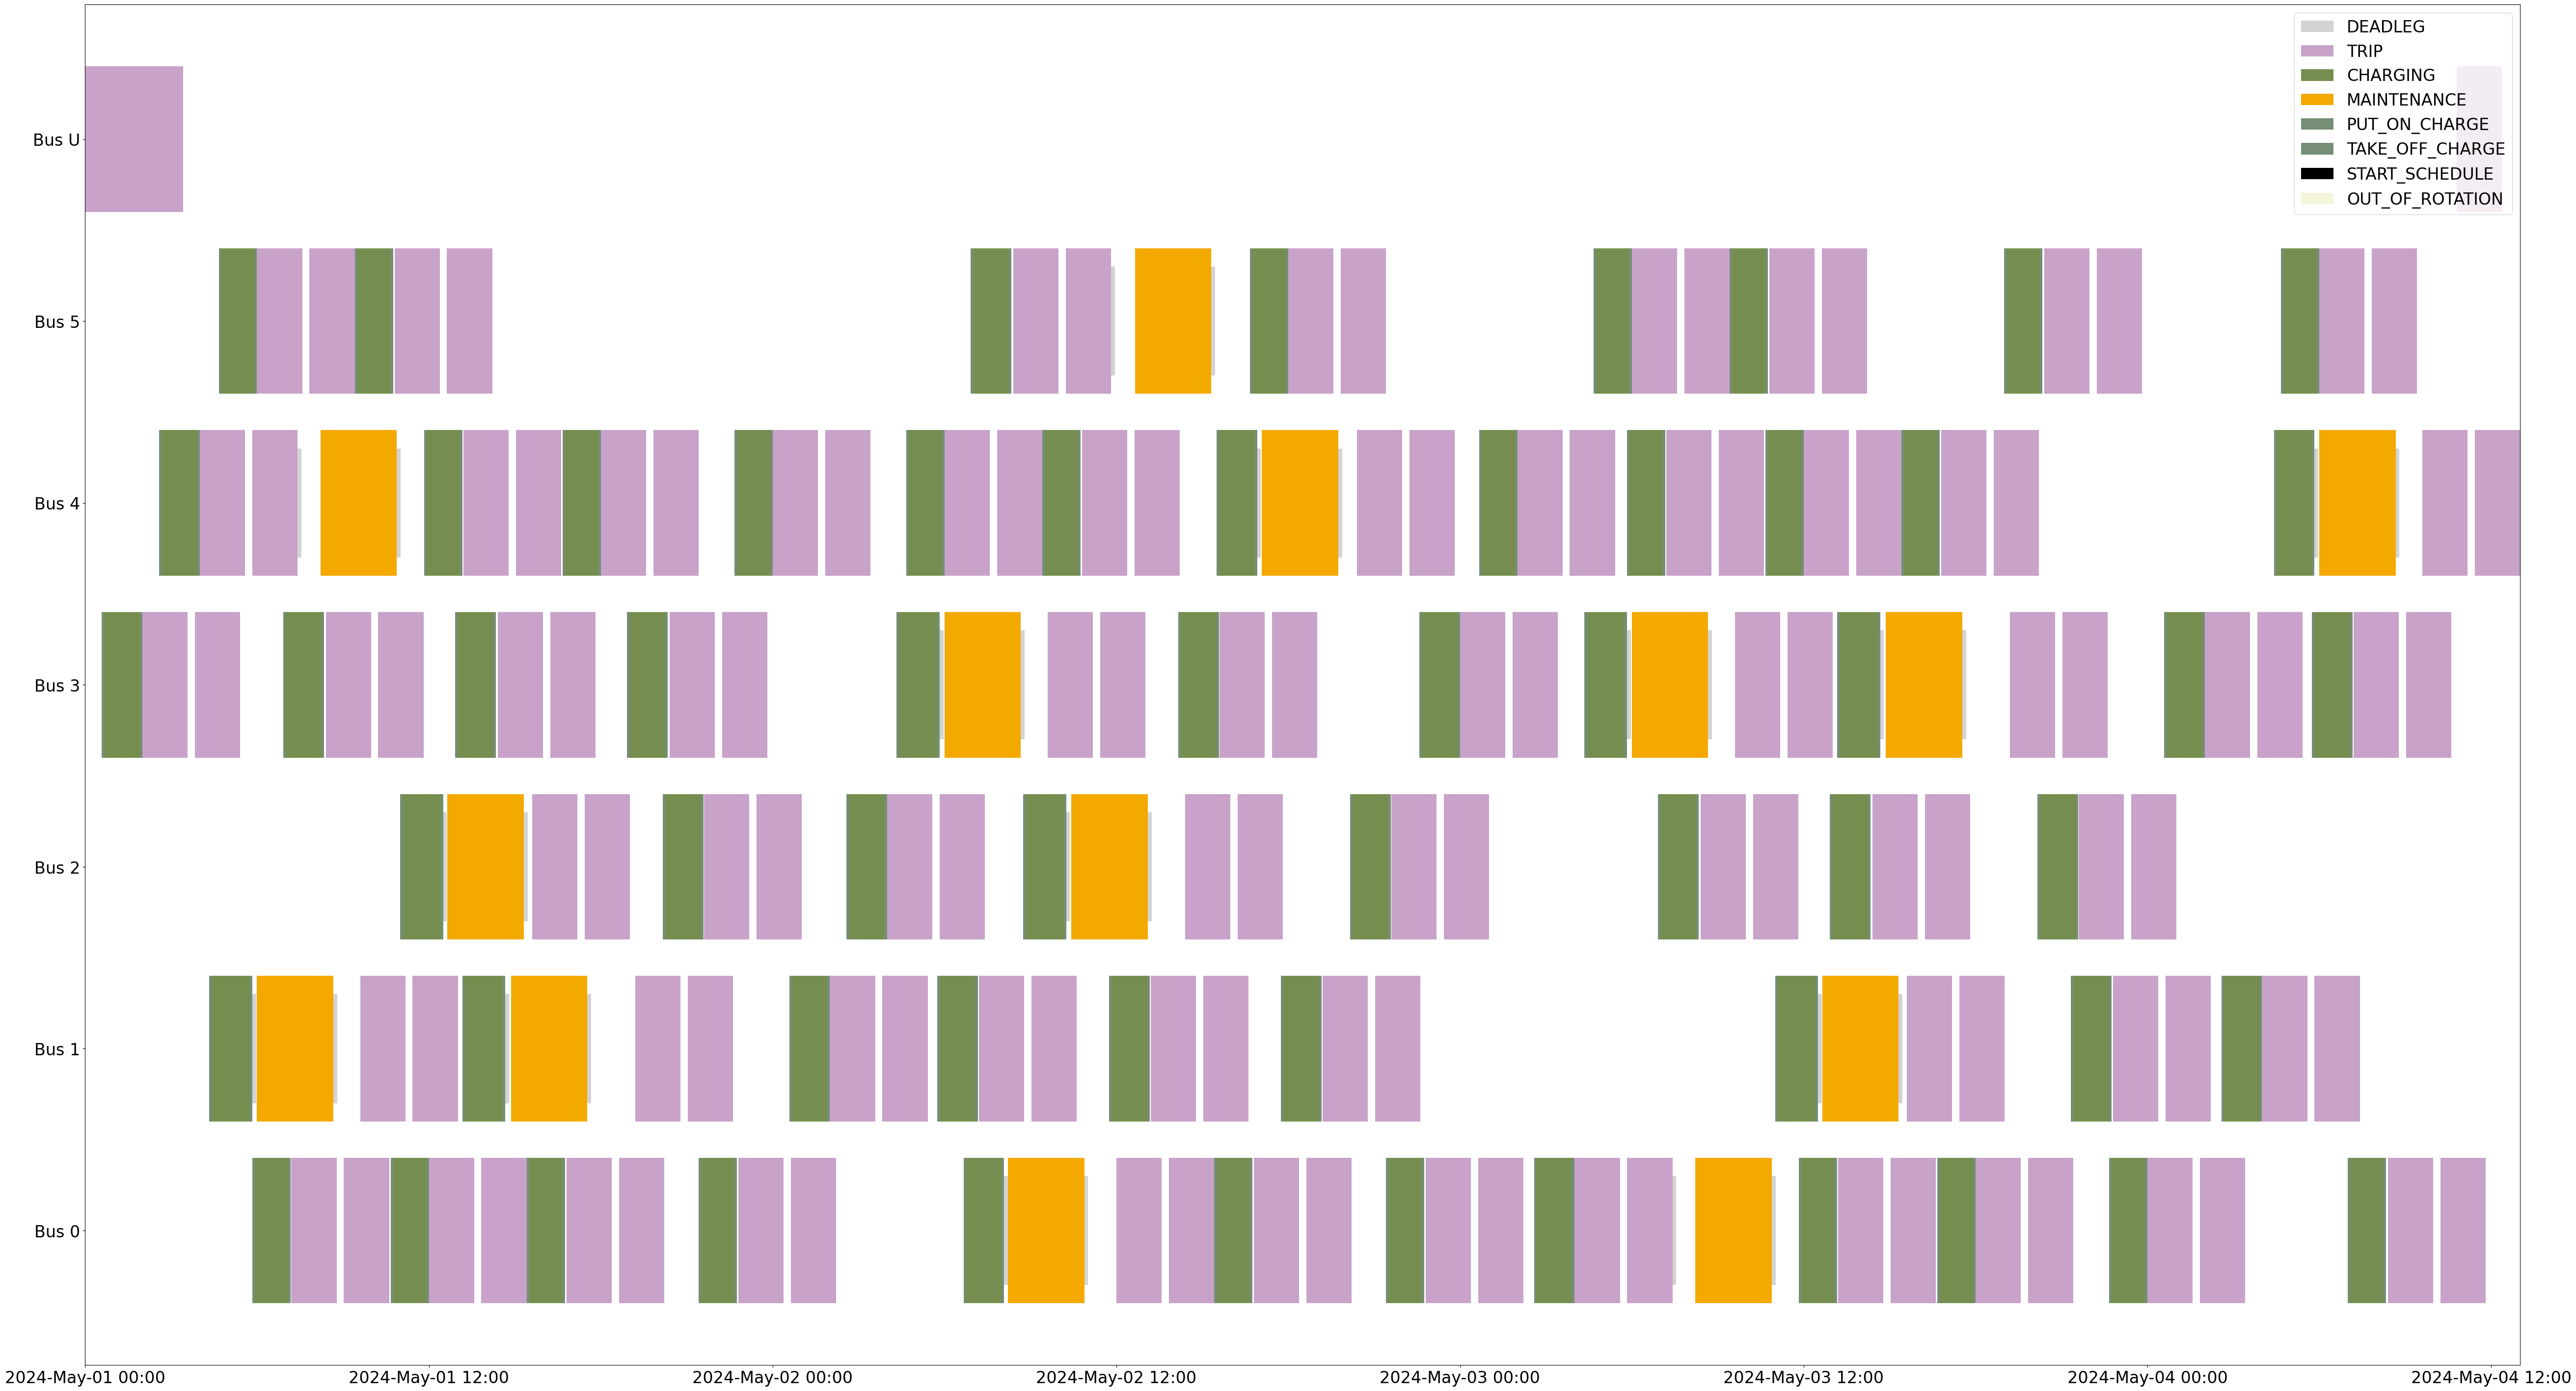 DEADLEG
TRIP
CHARGING
MAINTENANCE
PUT_ON_CHARGE
TAKE_OFF_CHARGE
START_SCHEDULE
OUT_OF_ROTATION
Bus U
Bus 5
Bus 4
Bus 3
Bus 2
Bus 1
Bus 0
2024-May-01 00:00 2024-May-01 12:00 2024-May-02 00:00 2024-May-02 12:00 2024-May-03 00:00 2024-May-03 12:00 2024-May-04 00:00 2024-May-04 12:00